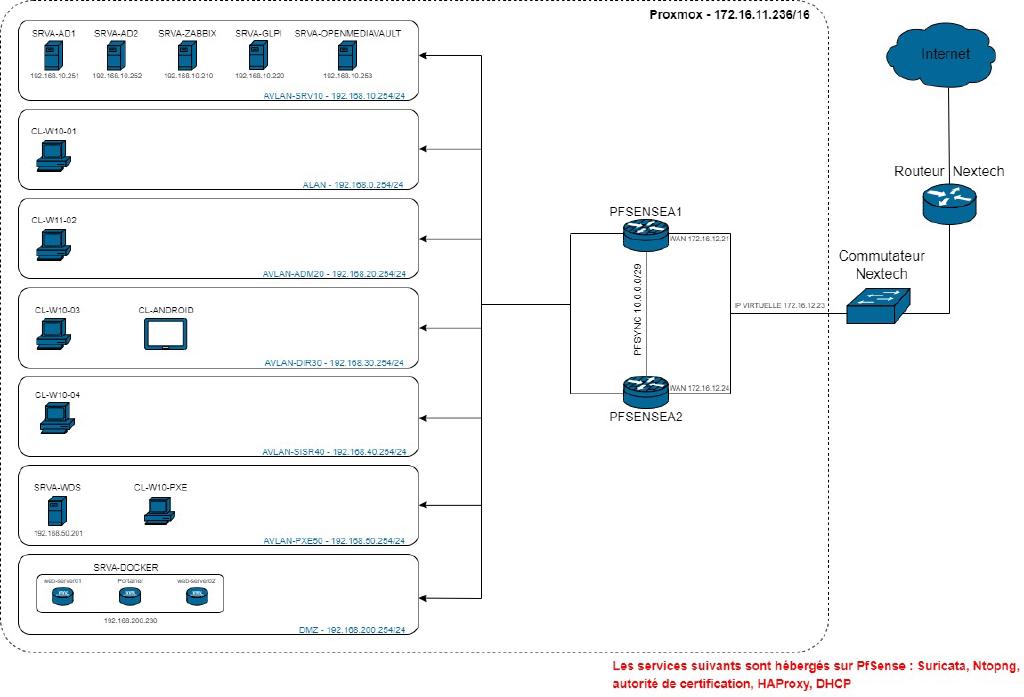 Proxmox - 172.16.11.236/16
SRVA-AD1
SRVA-AD2
SRVA-ZABBIX
SRVA-GLPI
SRVA-OPENMEDIAVAULT
192.168.10.251
192.168.10.252
192.168.10.210
192.168.10.220
192.168.10.253
AVLAN-SRV10 - 192.168.10.254/24
CL-W10-01
ALAN - 192.168.0.254/24
CL-W11-02
AVLAN-ADM20 - 192.168.20.254/24
CL-W10-03
CL-ANDROID
AVLAN-DIR30 - 192.168.30.254/24
CL-W10-04
AVLAN-SISR40 - 192.168.40.254/24
SRVA-WDS
CL-W10-PXE
192.168.50.201
AVLAN-PXE50 - 192.168.50.254/24
SRVA-DOCKER
web-server01
Portainer
web-server02
192.168.200.230
DMZ - 192.168.200.254/24
PFSENSEA1
WAN 172.16.12.21
PFSYNC 10.0.0.0/29
WAN 172.16.12.24
PFSENSEA2
IP VIRTUELLE 172.16.12.23
Internet
Routeur Nextech
Commutateur
Nextech
Les services suivants sont hébergés sur PfSense : Suricata, Ntopng,
autorité de certification, HAProxy, DHCP